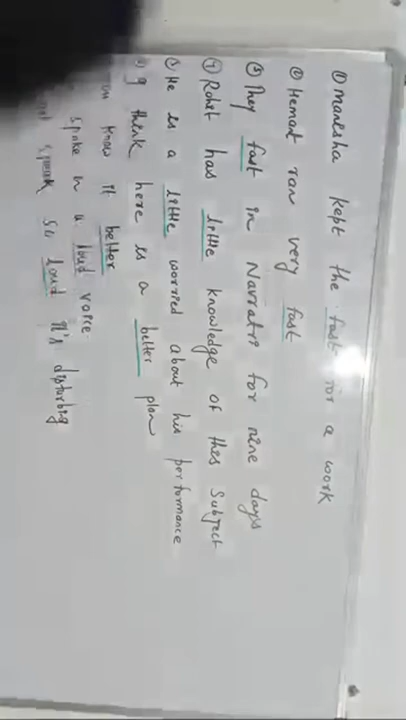 ① Manisha kept the fast for a work
② Hemant ran very fast
③ They fast in Navratri for nine days
④ Rohit has little knowledge of this Subject
⑤ He is a little worried about his performance
I think here is a better plan
know it better
spoke in a loud voice.
speak so loud it's disturbing